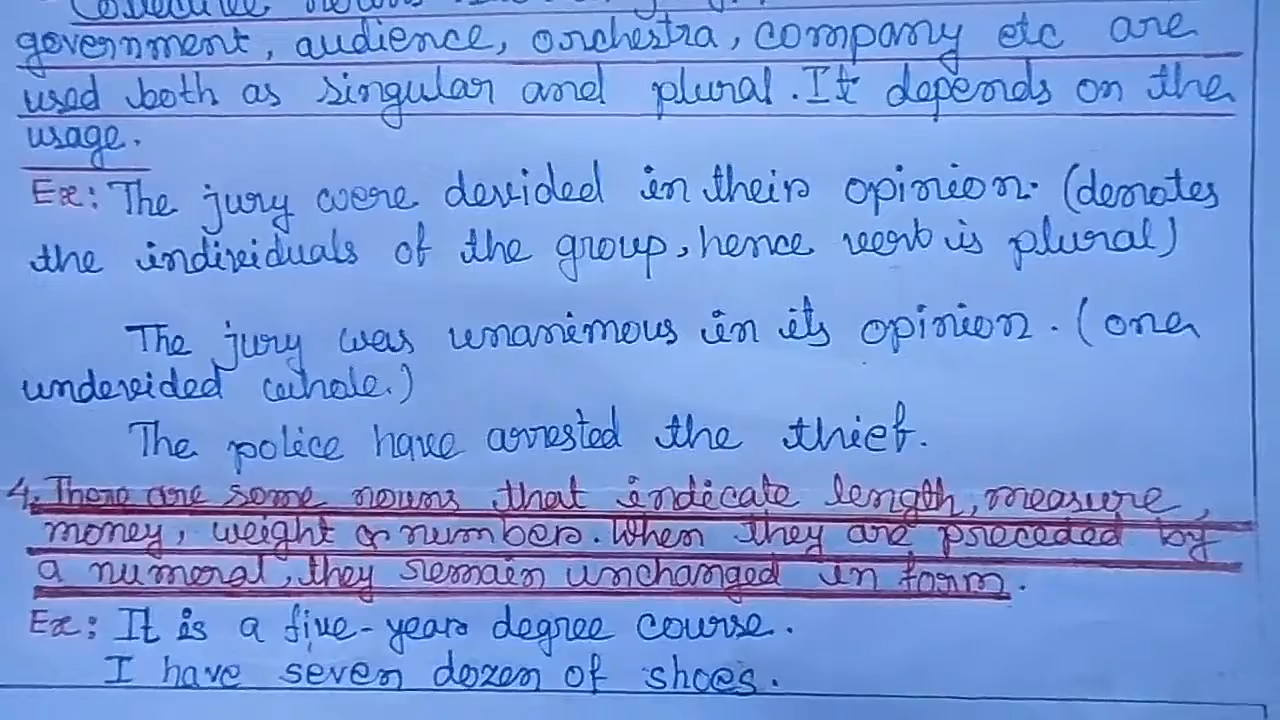 Collective nouns
government, audience, orchestra, company etc are
used both as singular and plural. It depends on the
usage.
Ex: The jury were devided in their opinion. (denotes
the individuals of the group, hence verb is plural)
The jury was unanimous in its opinion. (one
undevided whole.)
The police have arrested the thief.
4. There are some nouns that indicate length, measure,
money, weight or number. When they are preceded by
a numeral, they remain unchanged in form.
Ex: It is a five-year degree course.
I have seven dozen of shoes.